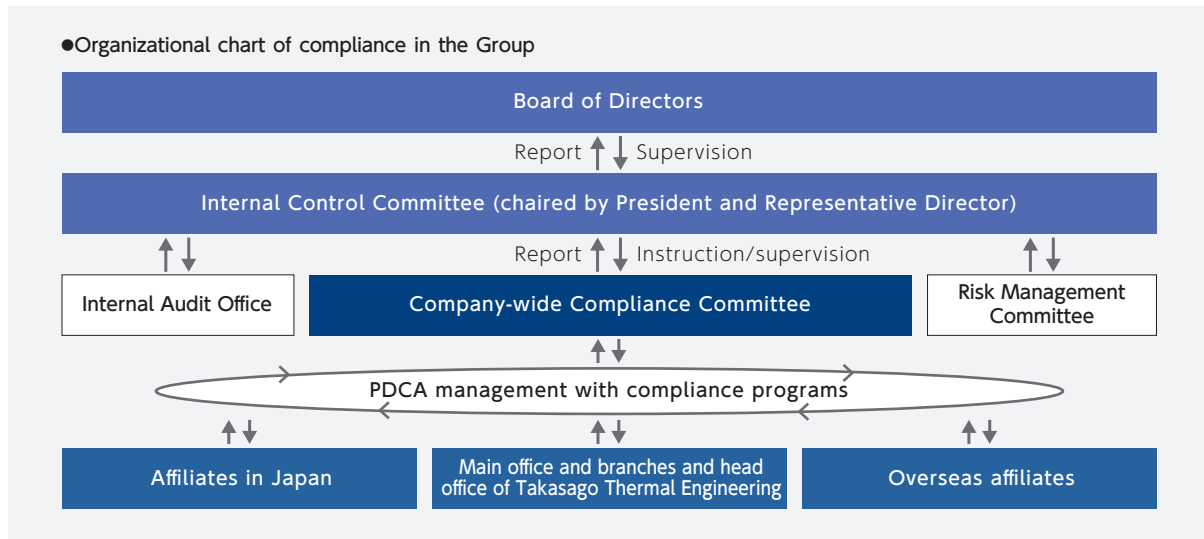 ●Organizational chart of compliance in the Group
Board of Directors
Report Supervision
Internal Control Committee (chaired by President and Representative Director)
Report Instruction/supervision
Internal Audit Office
Company-wide Compliance Committee
Risk Management
Committee
PDCA management with compliance programs
Affiliates in Japan
Main office and branches and head
office of Takasago Thermal Engineering
Overseas affiliates